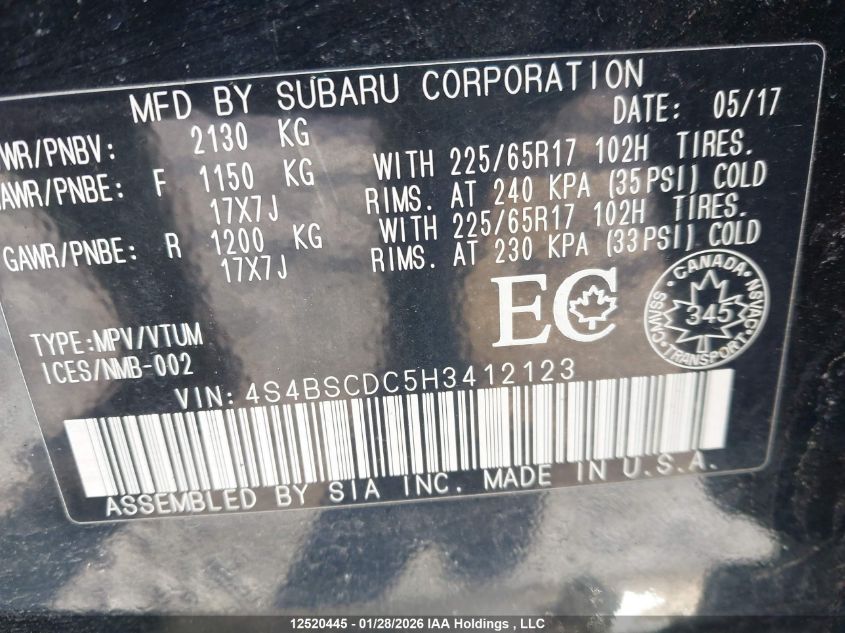 MFD BY SUBARU CORPORATION
DATE: 05/17
WR/PNBV: 2130 KG
AWR/PNBE: F 1150 KG WITH 225/65R17 102H TIRES.
17X7J RIMS. AT 240 KPA (35PSI) COLD
GAWR/PNBE: R 1200 KG WITH 225/65R17 102H TIRES.
17X7J RIMS. AT 230 KPA (33PSI) COLD
EC
CANADA
CMVSS NSVAC
345
TRANSPORT
TYPE:MPV/VTUM
ICES/NMB-002
VIN: 4S4BSCDC5H3412123
ASSEMBLED BY SIA INC. MADE IN U.S.A.
12520445 - 01/28/2026 IAA Holdings, LLC